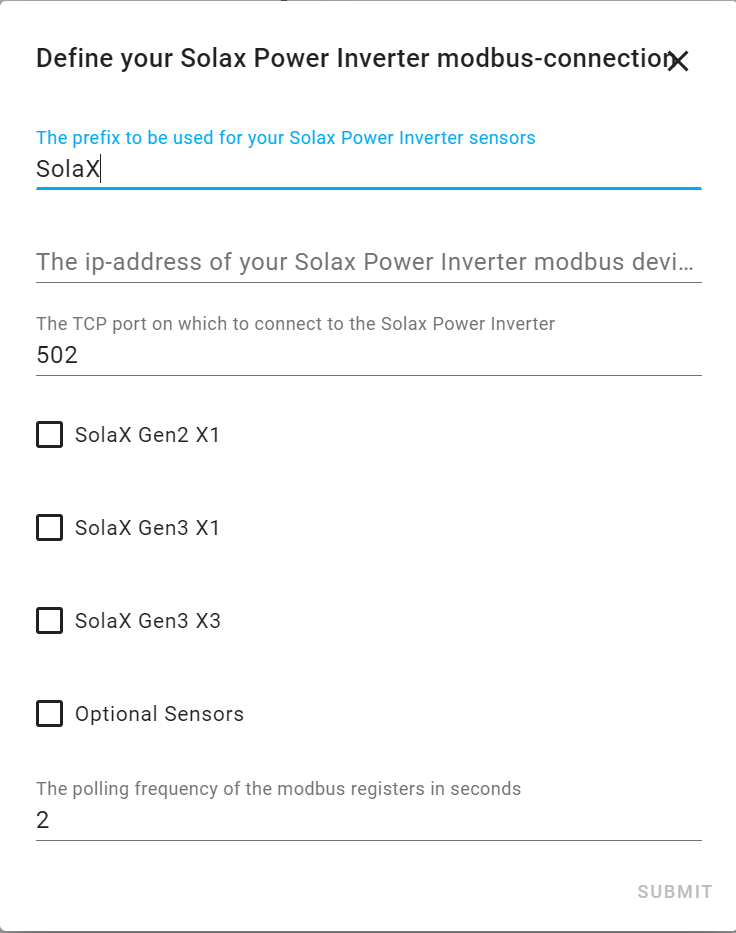 Define your Solax Power Inverter modbus-connection
The prefix to be used for your Solax Power Inverter sensors
SolaX
The ip-address of your Solax Power Inverter modbus devi…
The TCP port on which to connect to the Solax Power Inverter
502
SolaX Gen2 X1
SolaX Gen3 X1
SolaX Gen3 X3
Optional Sensors
The polling frequency of the modbus registers in seconds
2
SUBMIT